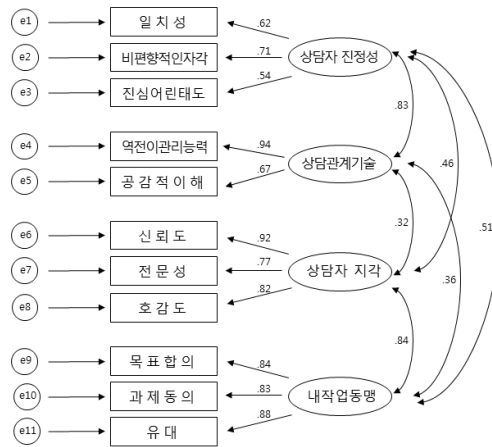 e1 일치성 .62
e2 비편향적인자각 .71 상담자 진정성
e3 진심어린태도 .54
.83
e4 역전이관리능력 .94
상담관계기술 .46
e5 공감적이해 .67
.51
e6 신뢰도 .92 .32
e7 전문성 .77 상담자 지각 .36
e8 호감도 .82
.84
e9 목표합의 .84
e10 과제동의 .83 내작업동맹
e11 유대 .88